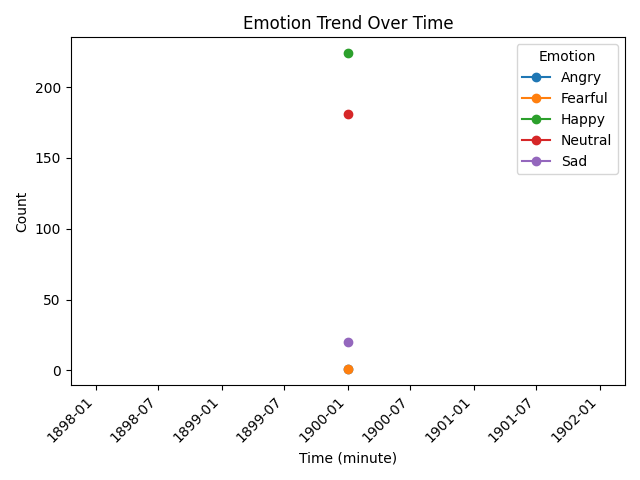 Emotion Trend Over Time
Emotion
Angry
Fearful
Happy
Neutral
Sad
Count
200
150
100
50
0
1898-01
1898-07
1899-01
1899-07
1900-01
1900-07
1901-01
1901-07
1902-01
Time (minute)